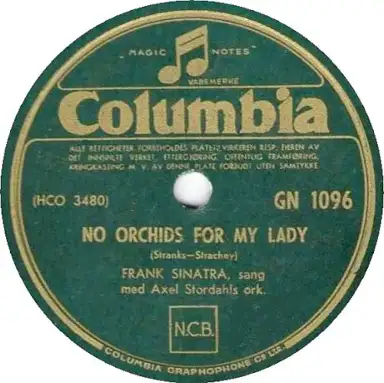 - MAGIC NOTES -
VAREMERKE
Columbia
ALLE RETTIGHETER FORBEHOLDES PLATETILVIRKEREN RESP. EIEREN AV
DET INNSPILTE VERKET, ETTERGJØRING, OFFENTLIG FRAMFØRING,
KRINGKASTING M. V. AV DENNE PLATE FORBUDT UTEN SAMTYKKE.
(HCO 3480)
GN 1096
NO ORCHIDS FOR MY LADY
(Stranks—Strachey)
FRANK SINATRA, sang
med Axel Stordahls ork.
N.C.B.
COLUMBIA GRAPHOPHONE CO LTD.